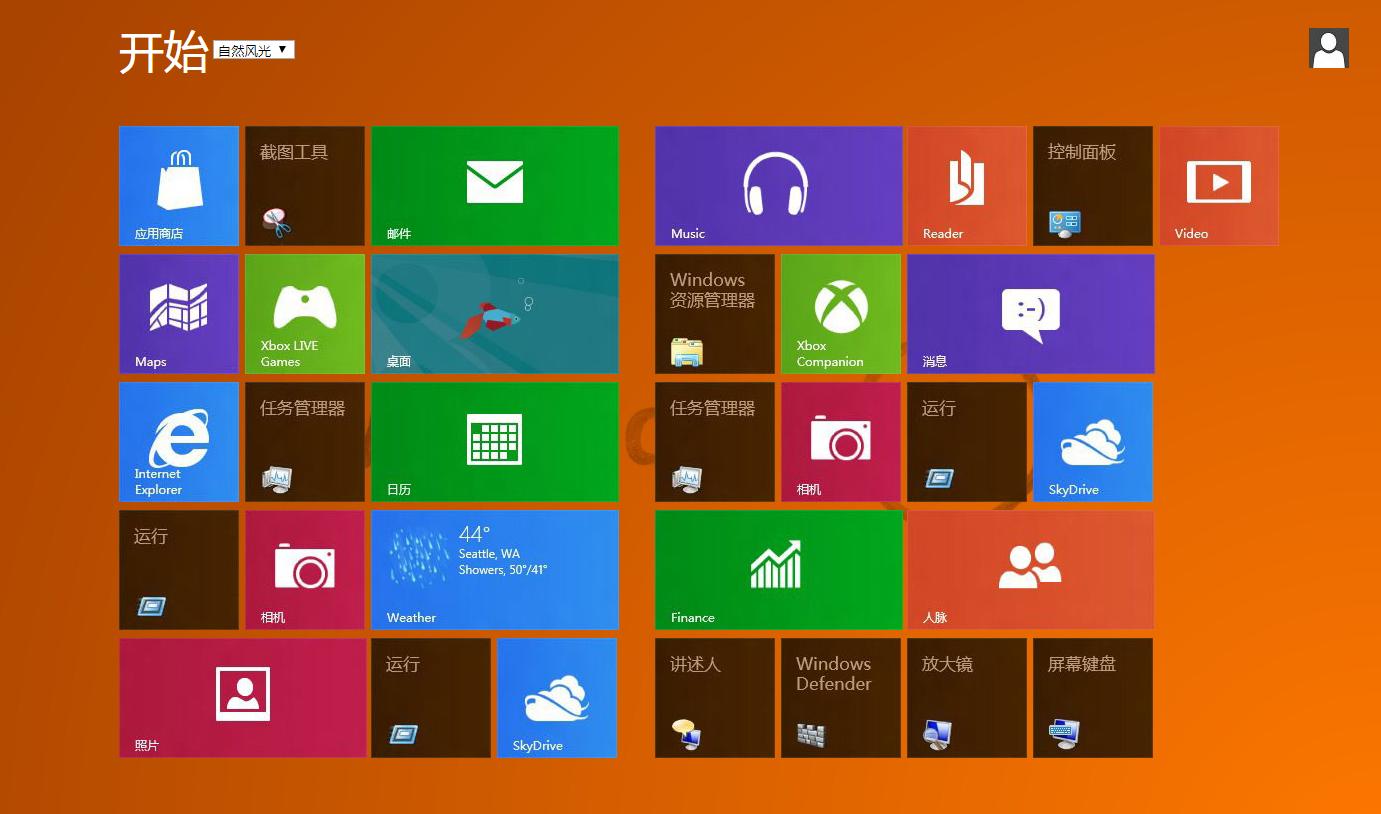 开始
自然风光
应用商店
截图工具
邮件
Music
Reader
控制面板
Video
Maps
Xbox LIVE
Games
桌面
Windows
资源管理器
Xbox
Companion
:-)
消息
Internet
Explorer
任务管理器
日历
任务管理器
相机
运行
SkyDrive
运行
相机
44°
Seattle, WA
Showers, 50°/41°
Weather
Finance
人脉
照片
运行
SkyDrive
讲述人
Windows
Defender
放大镜
屏幕键盘